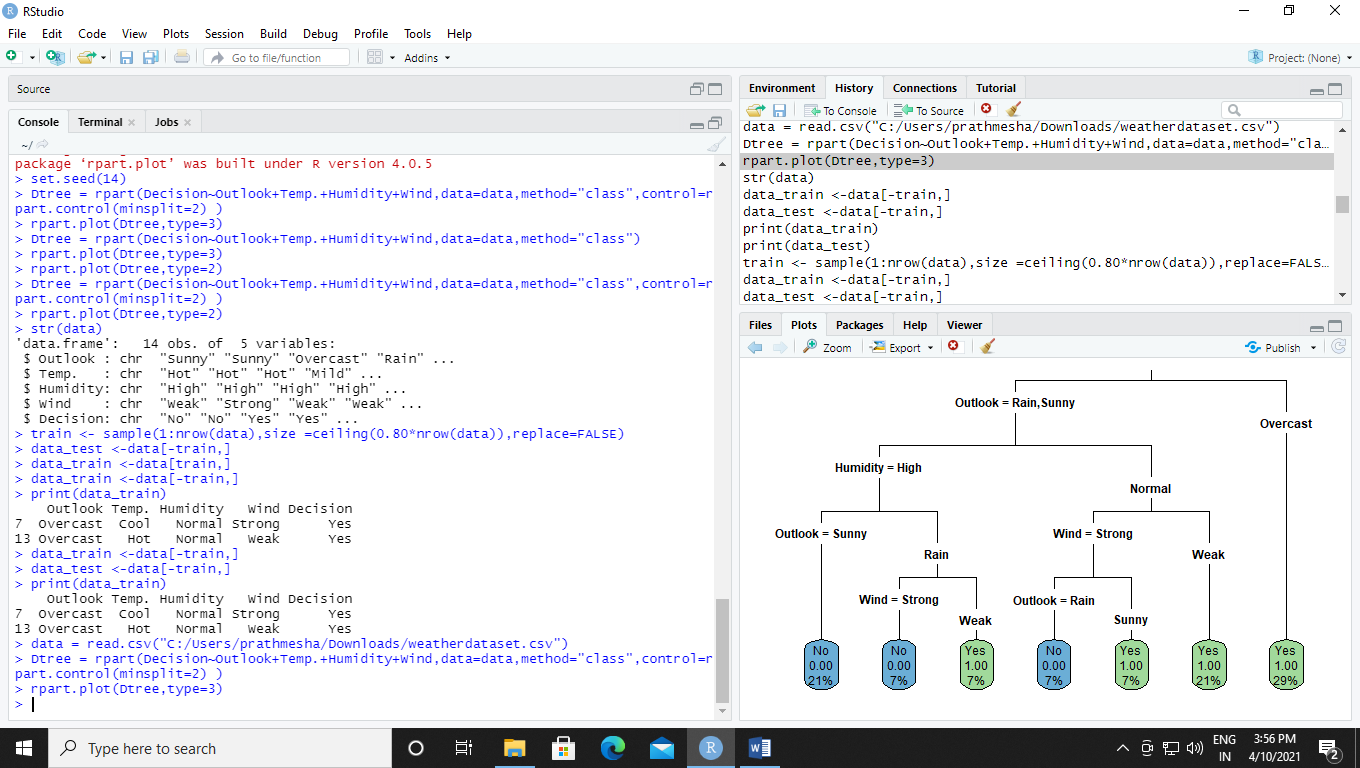 RStudio
File Edit Code View Plots Session Build Debug Profile Tools Help
Go to file/function Addins Project: (None)
Source
Console Terminal Jobs
~/
package 'rpart.plot' was built under R version 4.0.5
> set.seed(14)
> Dtree = rpart(Decision~Outlook+Temp.+Humidity+Wind,data=data,method="class",control=r
part.control(minsplit=2) )
> rpart.plot(Dtree,type=3)
> Dtree = rpart(Decision~Outlook+Temp.+Humidity+Wind,data=data,method="class")
> rpart.plot(Dtree,type=3)
> rpart.plot(Dtree,type=2)
> Dtree = rpart(Decision~Outlook+Temp.+Humidity+Wind,data=data,method="class",control=r
part.control(minsplit=2) )
> rpart.plot(Dtree,type=2)
> str(data)
'data.frame':   14 obs. of  5 variables:
 $ Outlook : chr  "Sunny" "Sunny" "Overcast" "Rain" ...
 $ Temp.   : chr  "Hot" "Hot" "Hot" "Mild" ...
 $ Humidity: chr  "High" "High" "High" "High" ...
 $ Wind    : chr  "Weak" "Strong" "Weak" "Weak" ...
 $ Decision: chr  "No" "No" "Yes" "Yes" ...
> train <- sample(1:nrow(data),size =ceiling(0.80*nrow(data)),replace=FALSE)
> data_test <-data[-train,]
> data_train <-data[train,]
> data_train <-data[-train,]
> print(data_train)
    Outlook Temp. Humidity   Wind Decision
7  Overcast  Cool   Normal Strong      Yes
13 Overcast   Hot   Normal   Weak      Yes
> data_train <-data[-train,]
> data_test <-data[-train,]
> print(data_train)
    Outlook Temp. Humidity   Wind Decision
7  Overcast  Cool   Normal Strong      Yes
13 Overcast   Hot   Normal   Weak      Yes
> data = read.csv("C:/Users/prathmesha/Downloads/weatherdataset.csv")
> Dtree = rpart(Decision~Outlook+Temp.+Humidity+Wind,data=data,method="class",control=r
part.control(minsplit=2) )
> rpart.plot(Dtree,type=3)
>
Environment History Connections Tutorial
To Console To Source
data = read.csv("C:/Users/prathmesha/Downloads/weatherdataset.csv")
Dtree = rpart(Decision~Outlook+Temp.+Humidity+Wind,data=data,method="cla…
rpart.plot(Dtree,type=3)
str(data)
data_train <-data[-train,]
data_test <-data[-train,]
print(data_train)
print(data_test)
train <- sample(1:nrow(data),size =ceiling(0.80*nrow(data)),replace=FALS…
data_train <-data[-train,]
data_test <-data[-train,]
Files Plots Packages Help Viewer
Zoom Export Publish
Outlook = Rain,Sunny
Overcast
Humidity = High
Normal
Outlook = Sunny Wind = Strong
Rain Weak
Wind = Strong Outlook = Rain
Weak Sunny
No No Yes No Yes Yes Yes
0.00 0.00 1.00 0.00 1.00 1.00 1.00
21% 7% 7% 7% 7% 21% 29%
Type here to search
ENG 3:56 PM
IN 4/10/2021
2